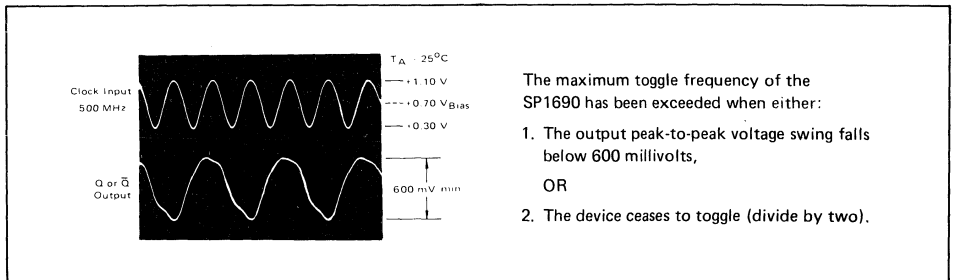 T_A · 25°C
Clock Input
500 MHz
+1.10 V
+0.70 V_Bias
+0.30 V
Q or Q̅
Output
600 mV min
The maximum toggle frequency of the
SP1690 has been exceeded when either:
1. The output peak-to-peak voltage swing falls
below 600 millivolts,
OR
2. The device ceases to toggle (divide by two).